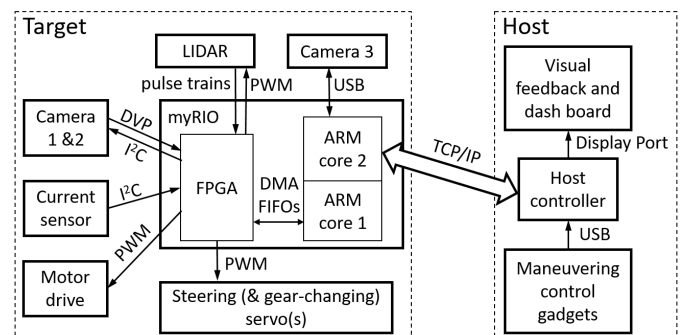 Target
Host
LIDAR
Camera 3
Visual
feedback and
dash board
pulse trains
PWM
USB
Camera
1 &2
DVP
I²C
myRIO
FPGA
ARM
core 2
TCP/IP
Display Port
Current
sensor
I²C
DMA
FIFOs
ARM
core 1
Host
controller
PWM
USB
Motor
drive
PWM
Steering (& gear-changing)
servo(s)
Maneuvering
control
gadgets